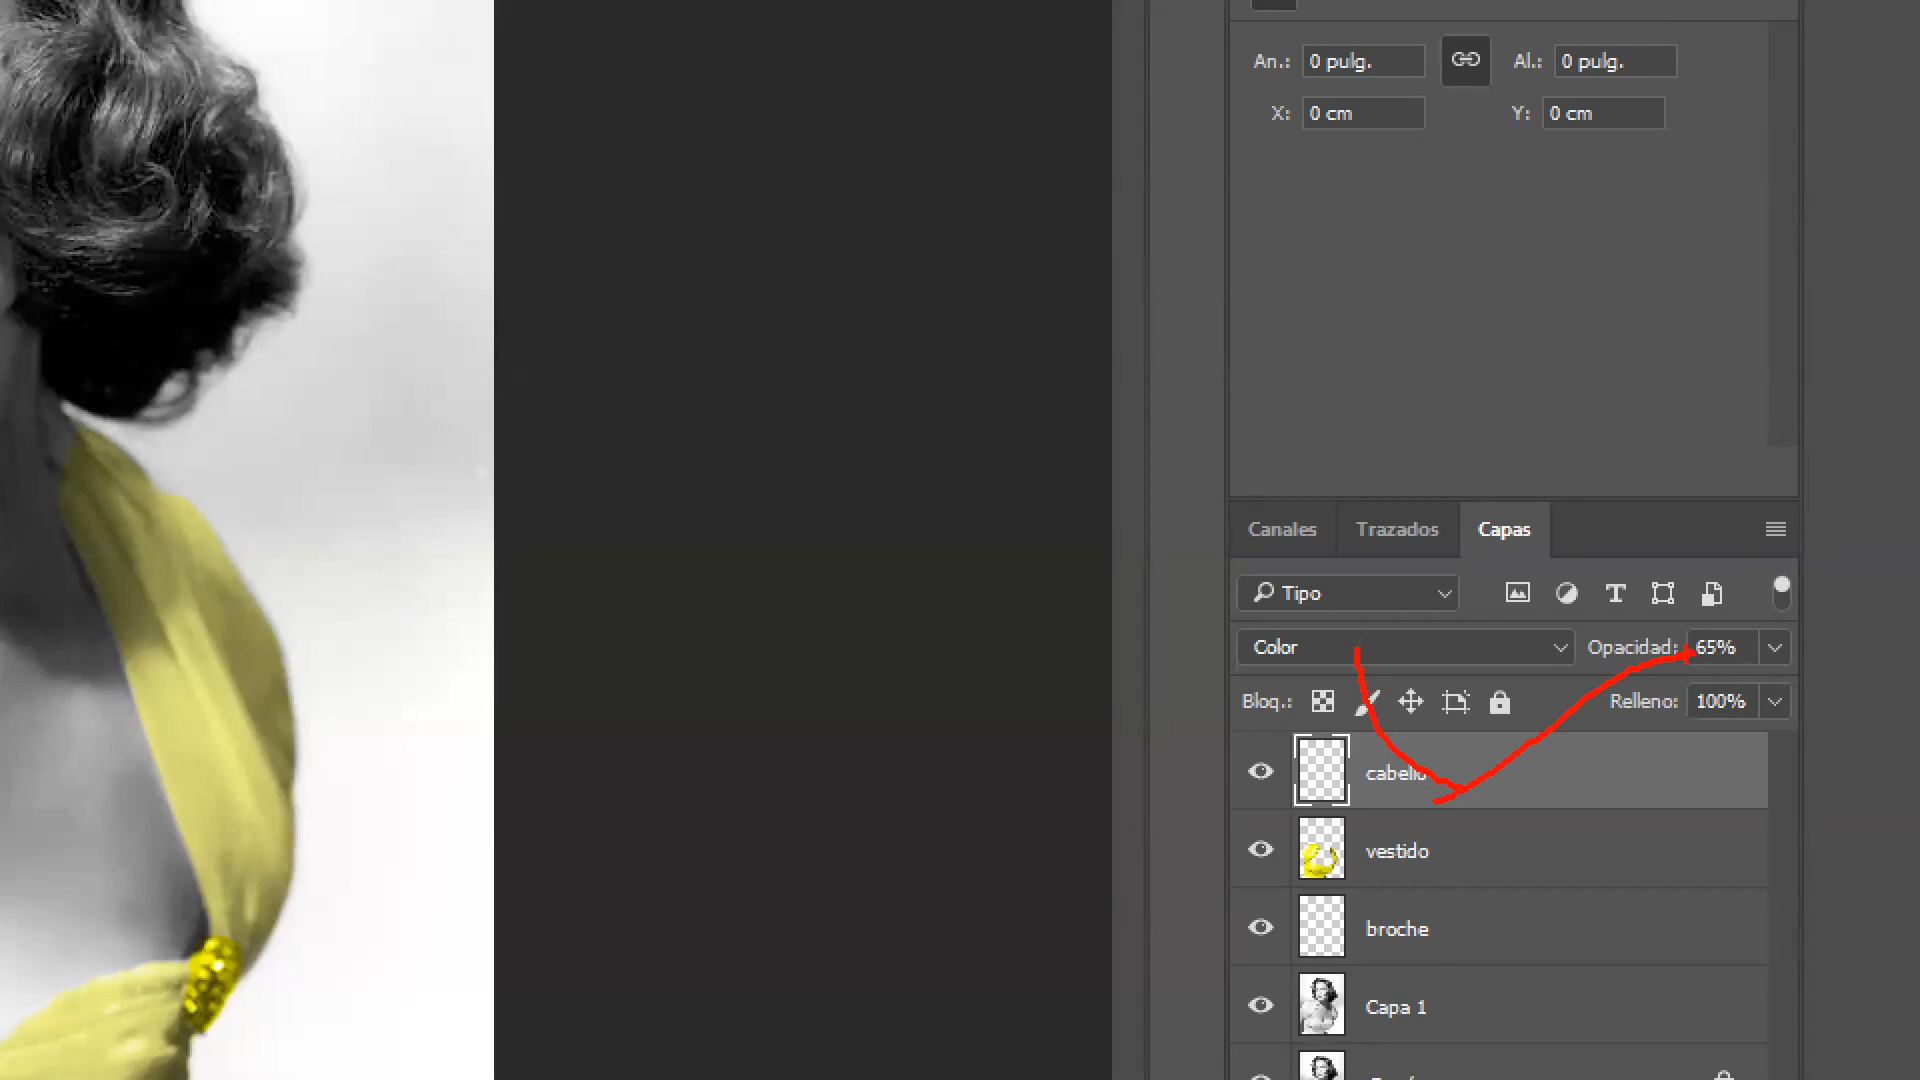 An.: 0 pulg. Al.: 0 pulg.
X: 0 cm Y: 0 cm
Canales Trazados Capas
Tipo
Color Opacidad: 65%
Bloq.: Relleno: 100%
cabello
vestido
broche
Capa 1